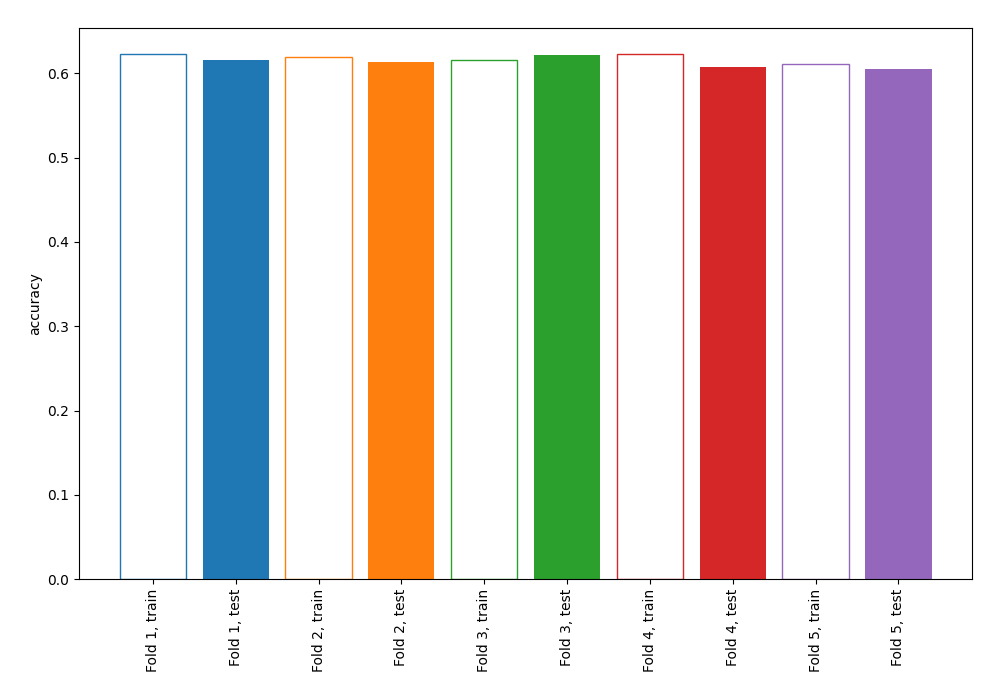 0.6
0.5
0.4
0.3
0.2
0.1
0.0
accuracy
Fold 1, train
Fold 1, test
Fold 2, train
Fold 2, test
Fold 3, train
Fold 3, test
Fold 4, train
Fold 4, test
Fold 5, train
Fold 5, test